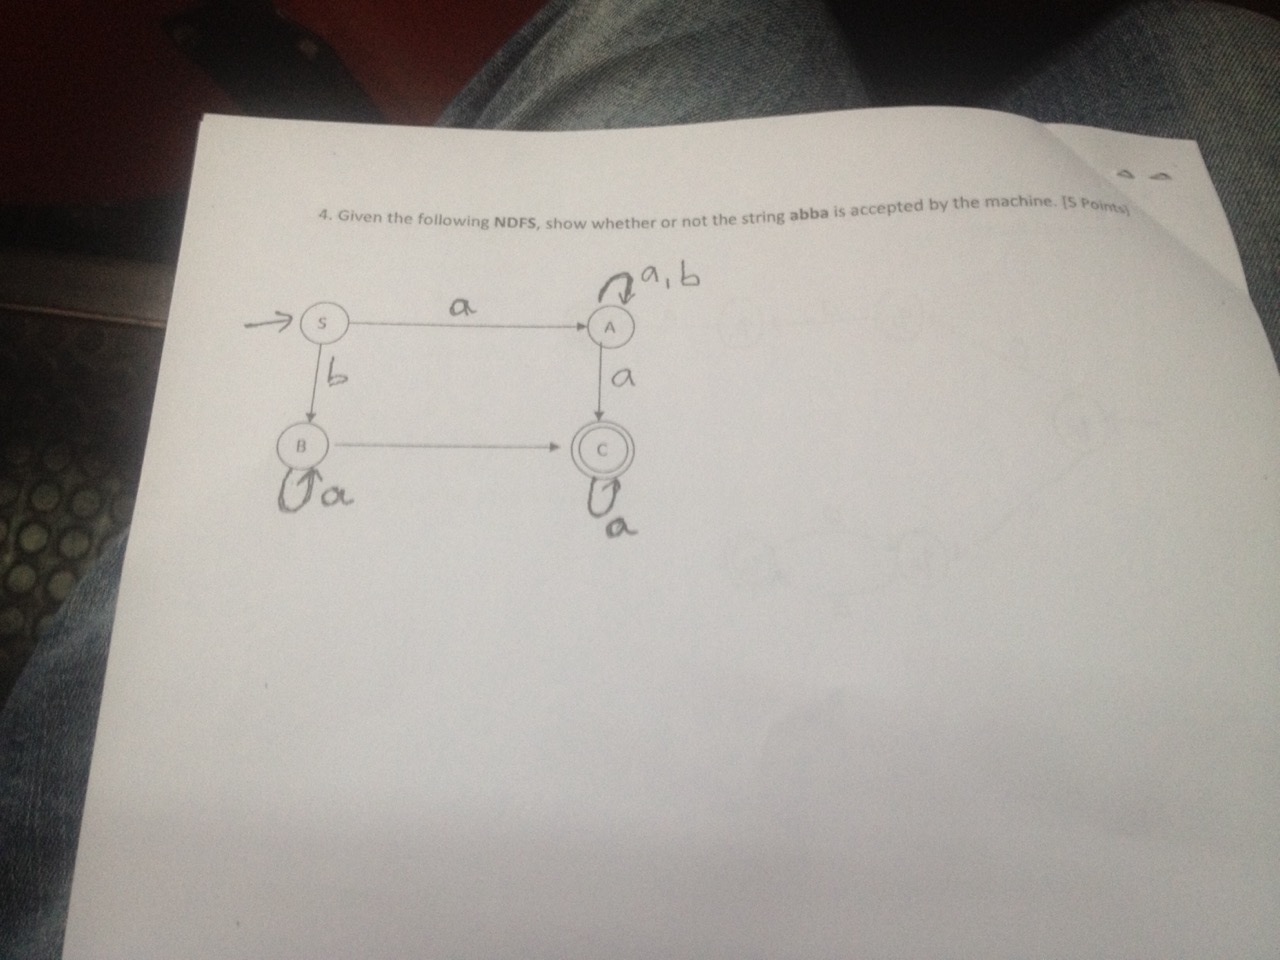 4. Given the following NDFS, show whether or not the string abba is accepted by the machine. [5 Points]
a, b
S
a
A
b
a
B
C
a
a